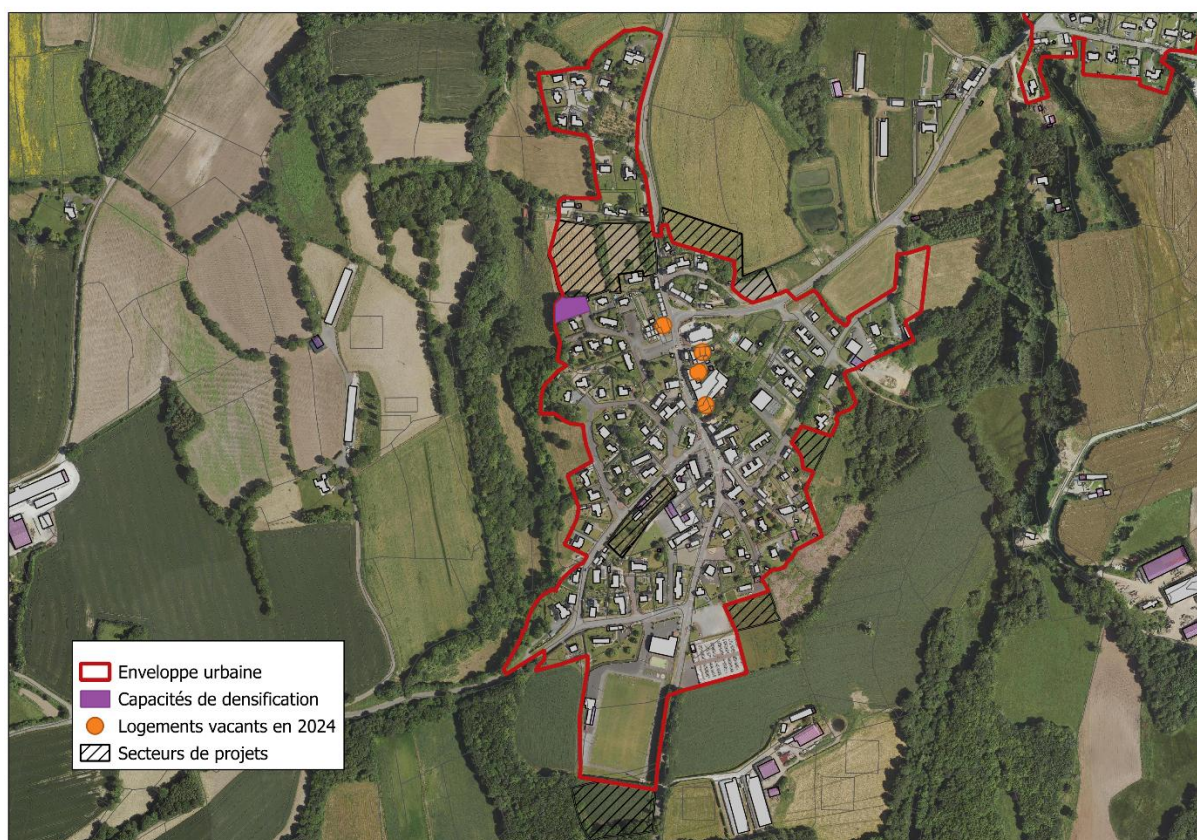 Enveloppe urbaine
Capacités de densification
Logements vacants en 2024
Secteurs de projets